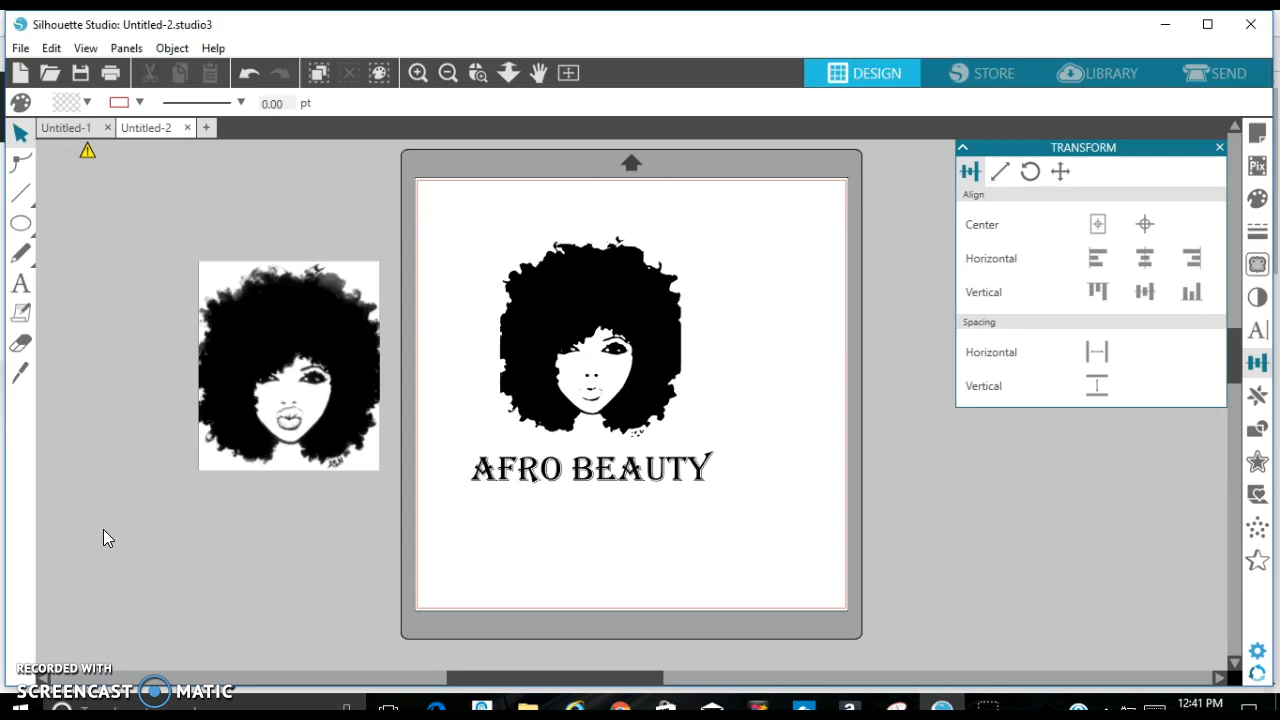 Silhouette Studio: Untitled-2.studio3
File Edit View Panels Object Help
DESIGN STORE LIBRARY SEND
0.00 pt
Untitled-1 Untitled-2
TRANSFORM
Align
Center
Horizontal
Vertical
Spacing
Horizontal
Vertical
Pix
A
A
AFRO BEAUTY
RECORDED WITH
SCREENCAST MATIC
12:41 PM